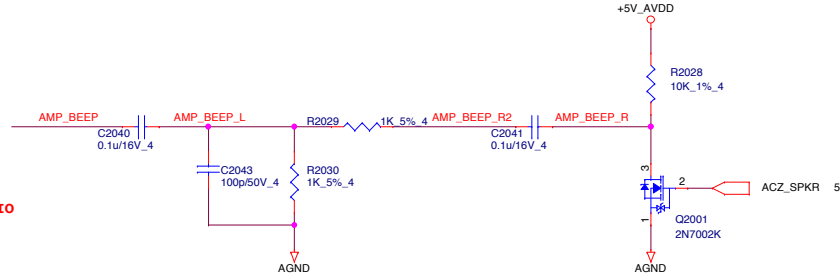 +5V_AVDD
R2028
10K_1%_4
AMP_BEEP
AMP_BEEP_L
R2029
1K_5%_4
AMP_BEEP_R2
AMP_BEEP_R
C2040
0.1u/16V_4
C2041
0.1u/16V_4
C2043
100p/50V_4
R2030
1K_5%_4
3
2
ACZ_SPKR
5
1
Q2001
2N7002K
AGND
AGND